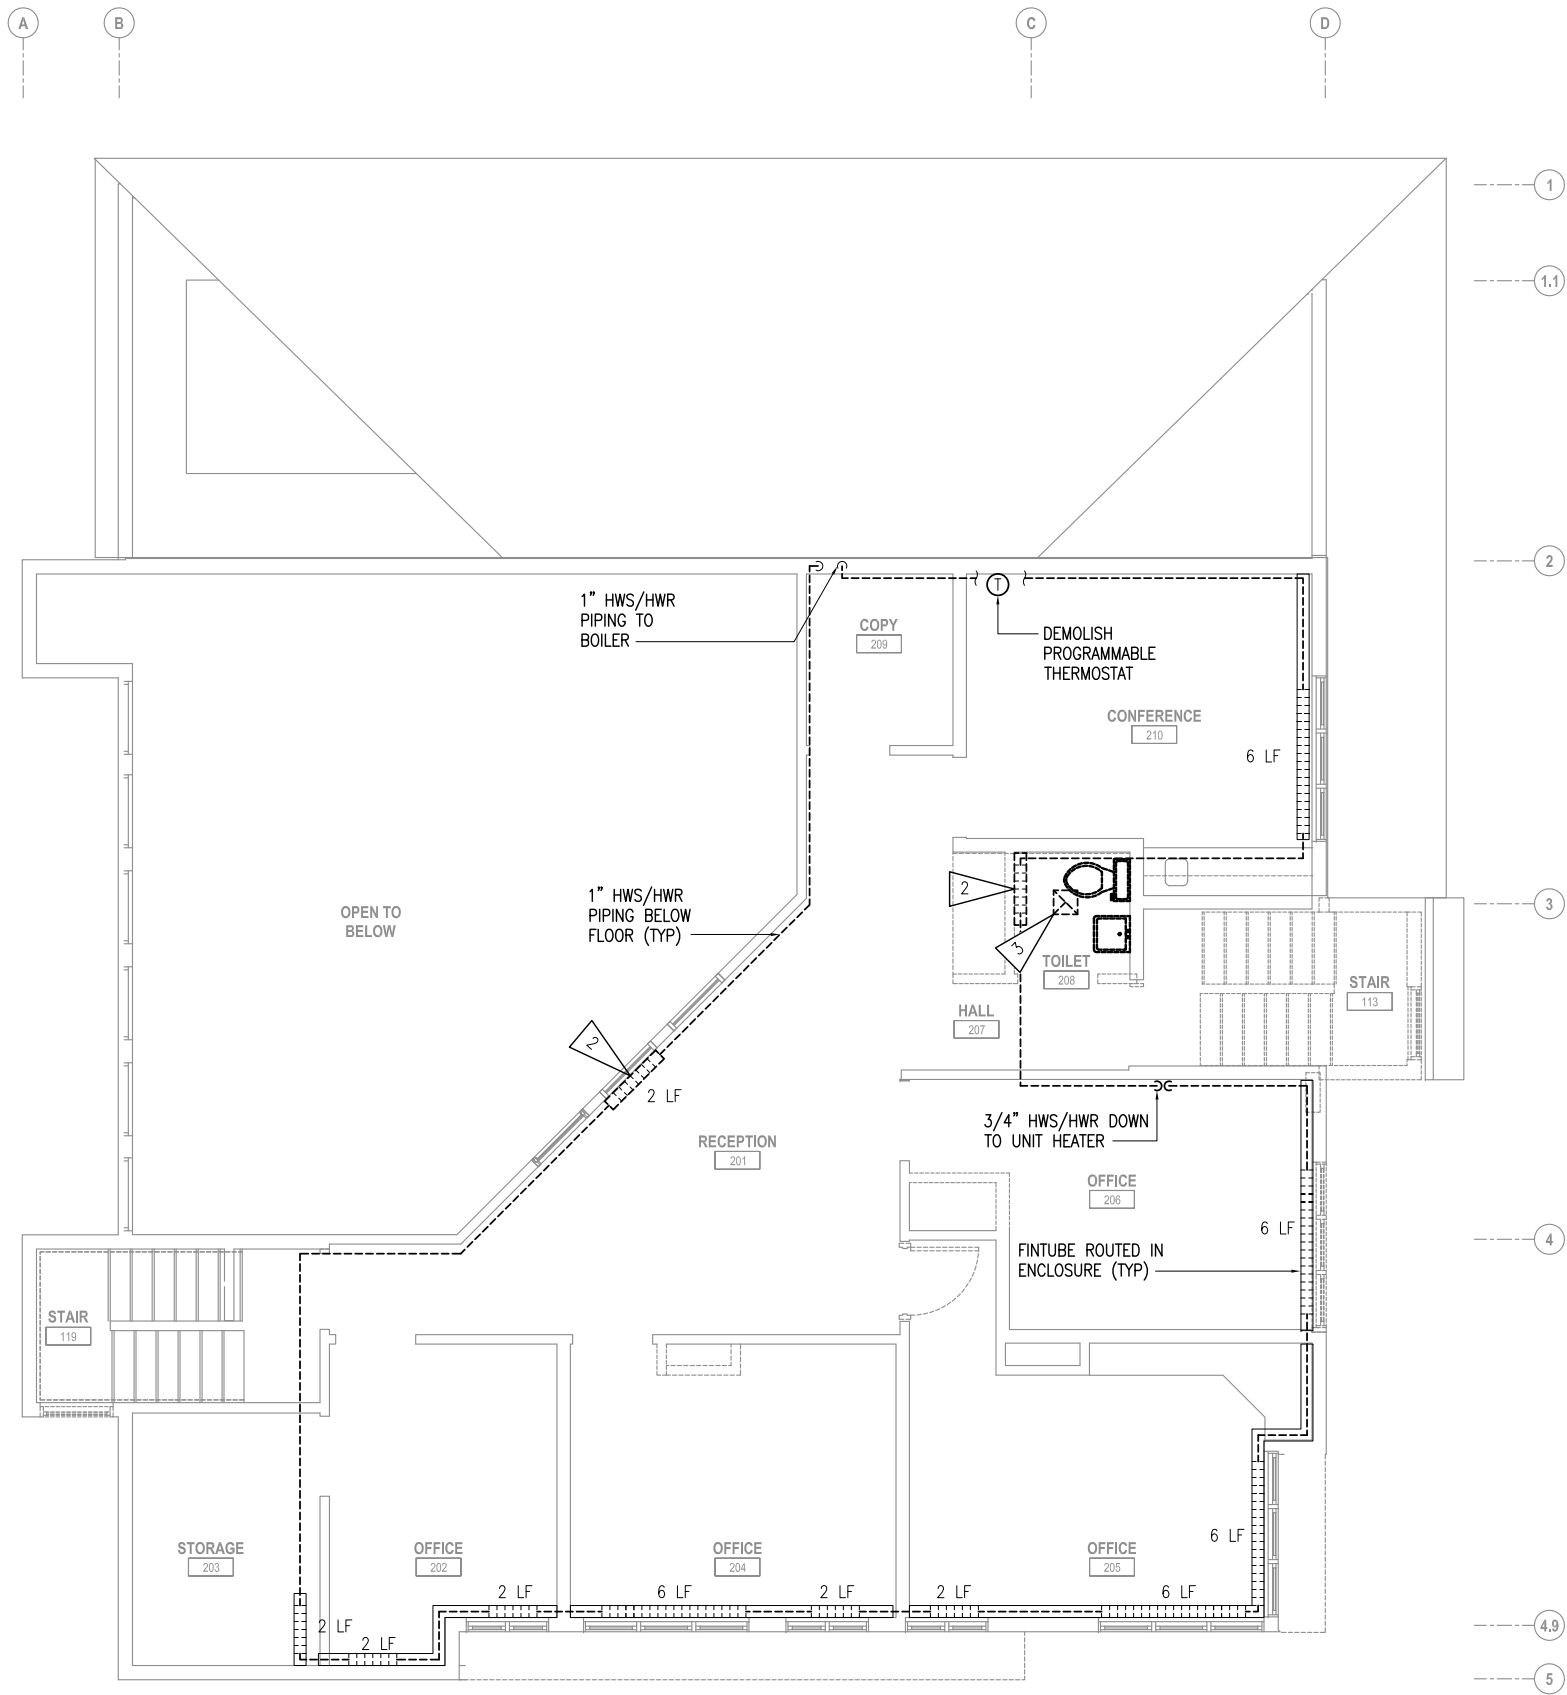 A
B
C
D
1
1.1
2
1” HWS/HWR
PIPING TO
BOILER
COPY
209
T
DEMOLISH
PROGRAMMABLE
THERMOSTAT
CONFERENCE
210
6 LF
1” HWS/HWR
PIPING BELOW
FLOOR (TYP)
OPEN TO
BELOW
2
3
3
TOILET
208
STAIR
113
HALL
207
2
2 LF
3/4” HWS/HWR DOWN
TO UNIT HEATER
RECEPTION
201
OFFICE
206
6 LF
4
FINTUBE ROUTED IN
ENCLOSURE (TYP)
STAIR
119
6 LF
STORAGE
203
OFFICE
202
OFFICE
204
OFFICE
205
2 LF
6 LF
2 LF
2 LF
6 LF
2 LF
2 LF
4.9
5